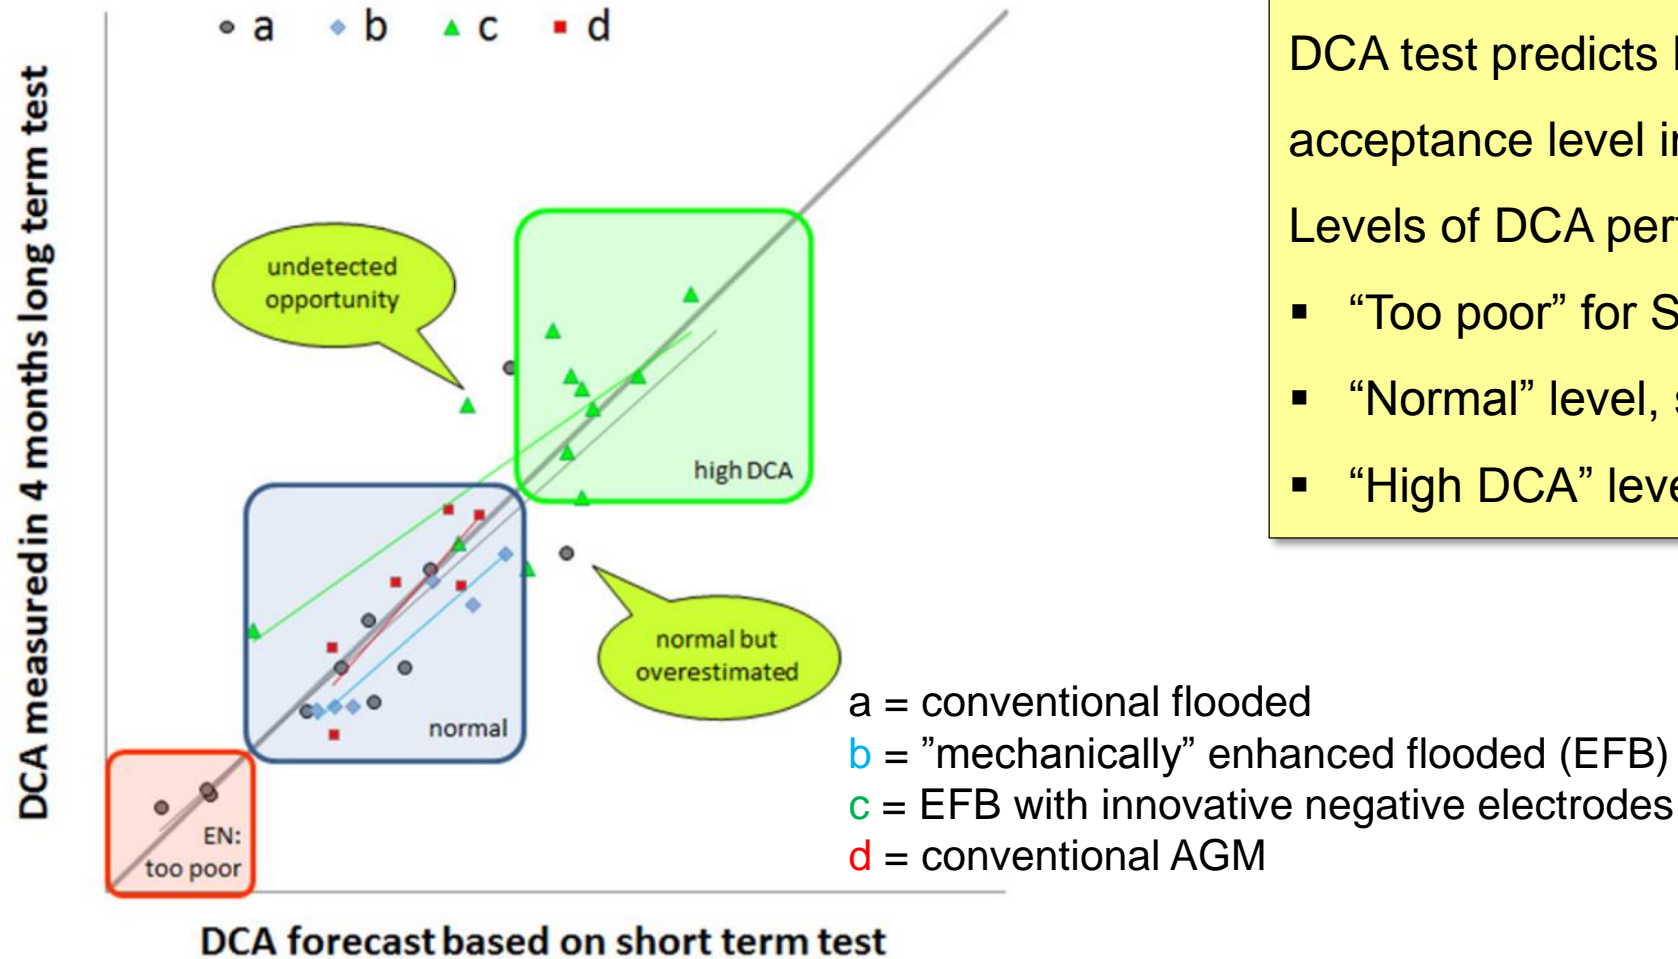 a b c d
DCA measured in 4 months long term test
undetected
opportunity
high DCA
normal but
overestimated
normal
EN:
too poor
DCA forecast based on short term test
a = conventional flooded
b = ”mechanically” enhanced flooded (EFB)
c = EFB with innovative negative electrodes
d = conventional AGM
DCA test predicts
acceptance level
Levels of DCA
▪ “Too poor” for
▪ “Normal” level,
▪ “High DCA”